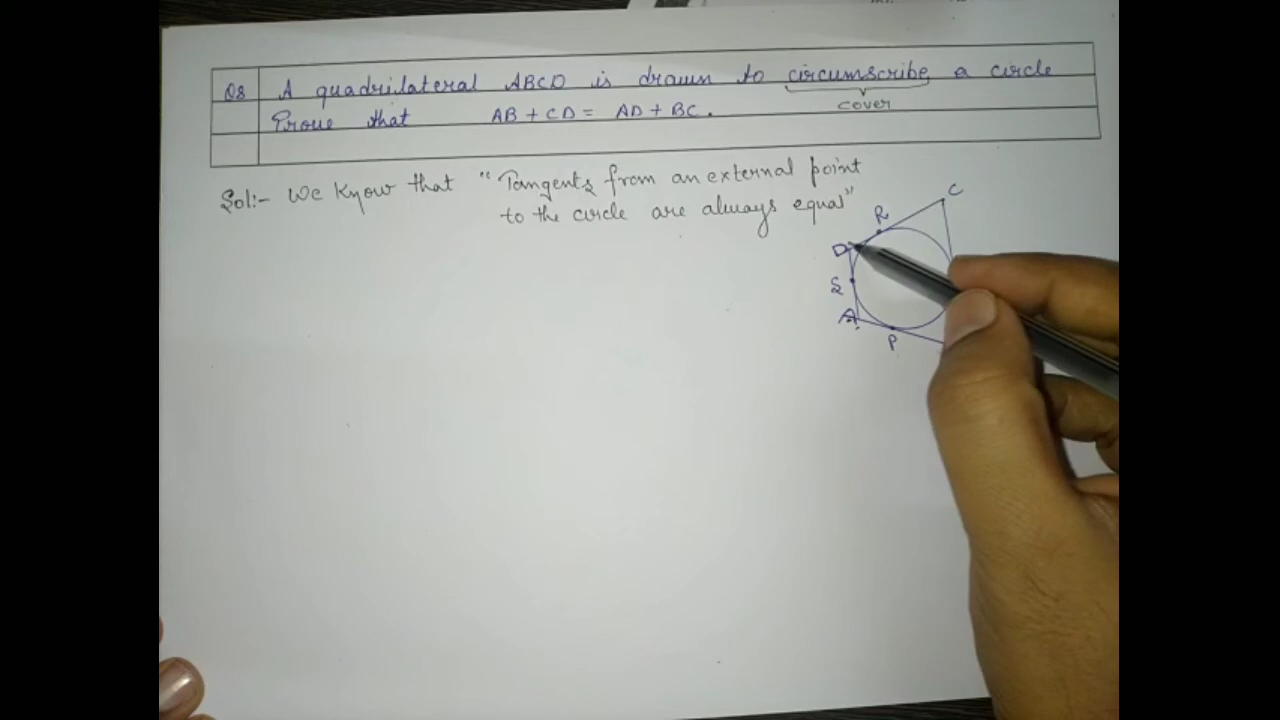 Q8 A quadrilateral ABCD is drawn to circumscribe a circle
Prove that AB + CD = AD + BC.
cover
Sol:- We know that "Tangents from an external point
to the circle are always equal"
C
R
D
S
A
P